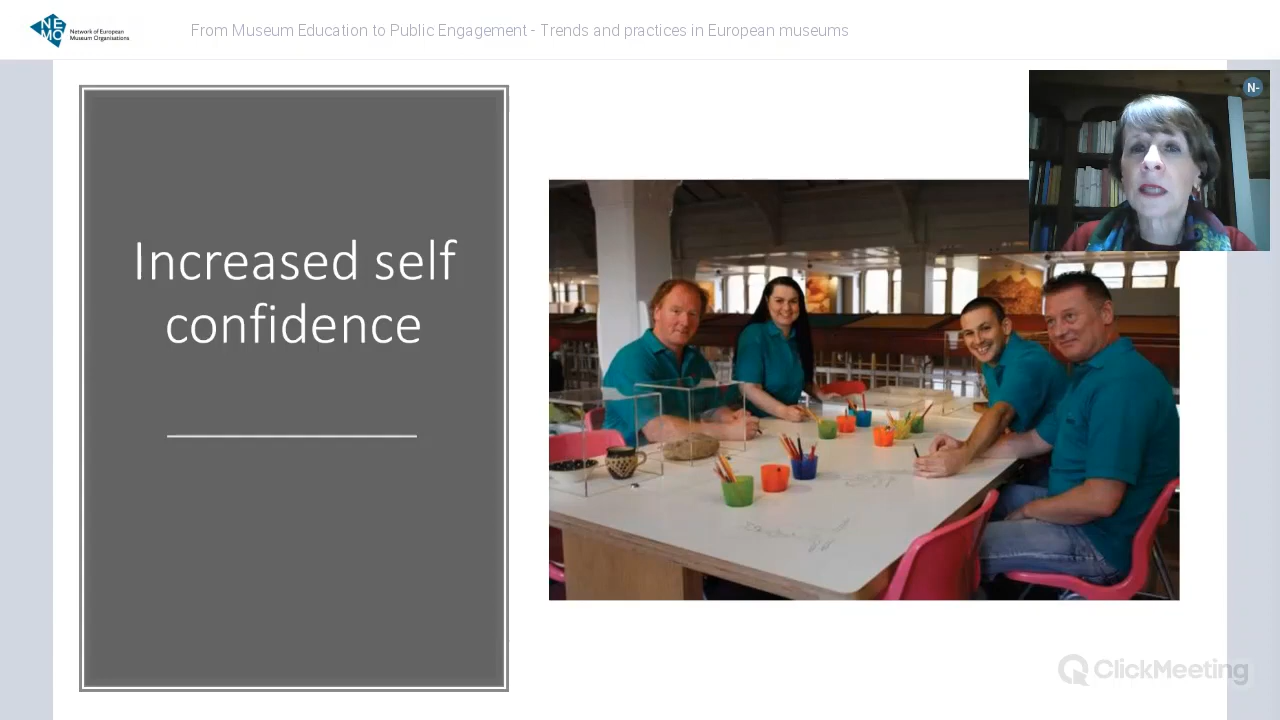 NE
MO
Network of European
Museum Organisations
From Museum Education to Public Engagement - Trends and practices in European museums
N-
Increased self
confidence
ClickMeeting